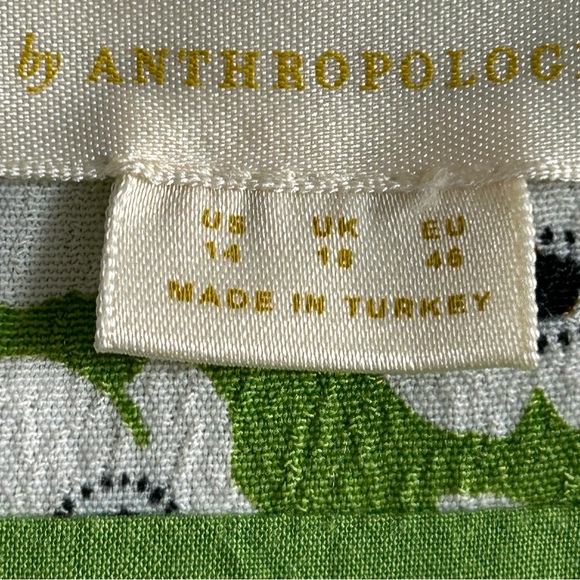 by ANTHROPOLOG
US UK EU
14 18 46
MADE IN TURKEY